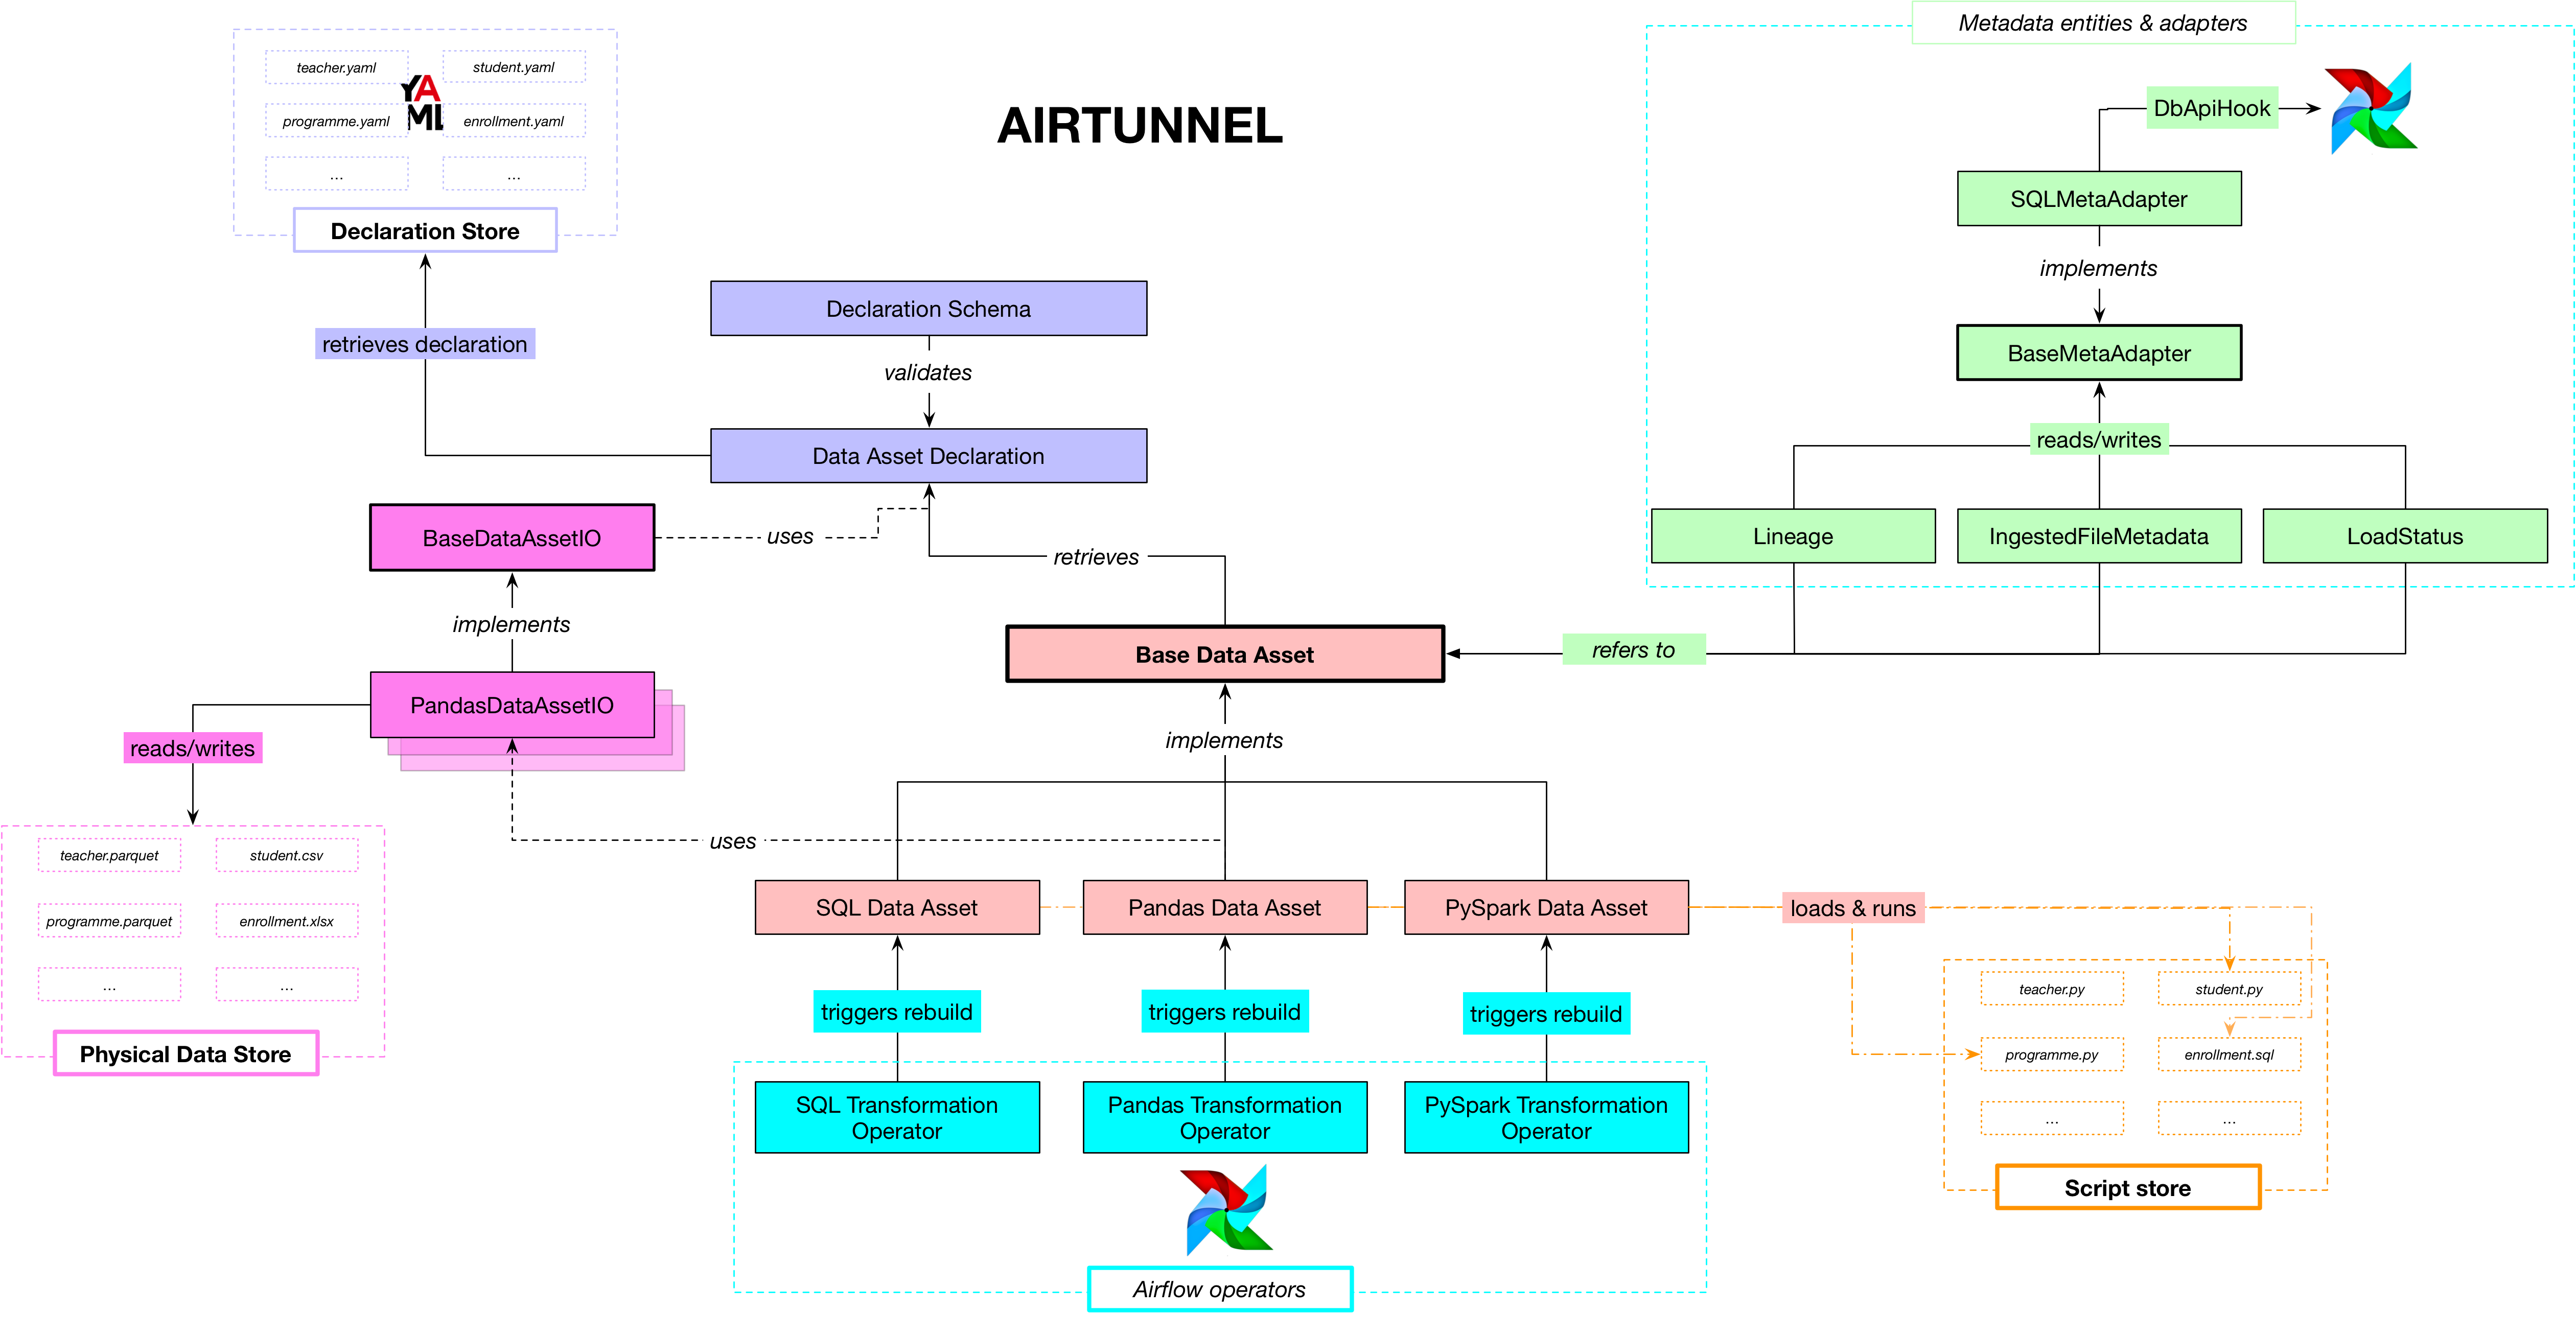 Metadata entities & adapters
teacher.yaml
student.yaml
YA
ML
programme.yaml
enrollment.yaml
...
...
Declaration Store
AIRTUNNEL
DbApiHook
SQLMetaAdapter
implements
BaseMetaAdapter
reads/writes
Lineage
IngestedFileMetadata
LoadStatus
refers to
retrieves declaration
Declaration Schema
validates
Data Asset Declaration
BaseDataAssetIO
uses
retrieves
implements
Base Data Asset
PandasDataAssetIO
reads/writes
implements
uses
teacher.parquet
student.csv
programme.parquet
enrollment.xlsx
...
...
Physical Data Store
SQL Data Asset
Pandas Data Asset
PySpark Data Asset
loads & runs
triggers rebuild
triggers rebuild
triggers rebuild
SQL Transformation
Operator
Pandas Transformation
Operator
PySpark Transformation
Operator
Airflow operators
teacher.py
student.py
programme.py
enrollment.sql
...
...
Script store